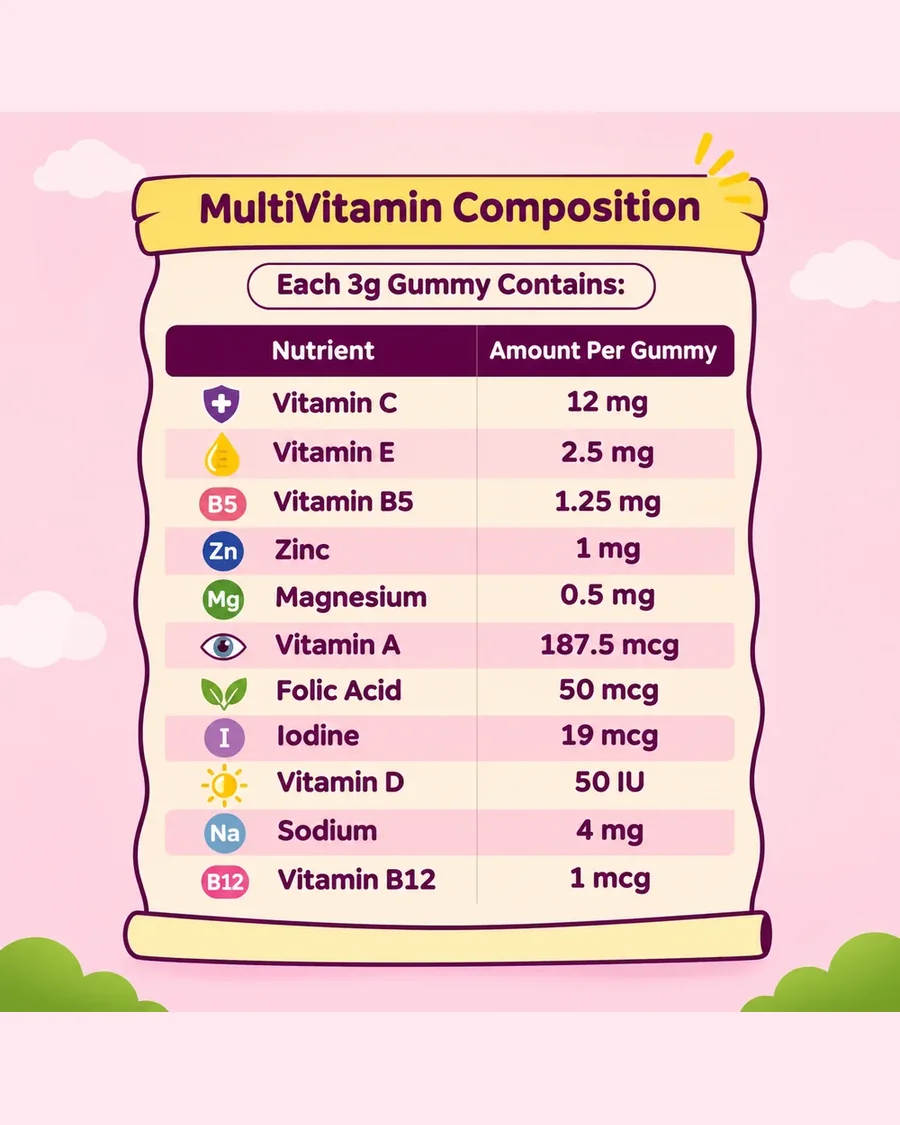 MultiVitamin Composition
Each 3g Gummy Contains:
Nutrient Amount Per Gummy
Vitamin C 12 mg
Vitamin E 2.5 mg
B5 Vitamin B5 1.25 mg
Zn Zinc 1 mg
Mg Magnesium 0.5 mg
Vitamin A 187.5 mcg
Folic Acid 50 mcg
I Iodine 19 mcg
Vitamin D 50 IU
Na Sodium 4 mg
B12 Vitamin B12 1 mcg